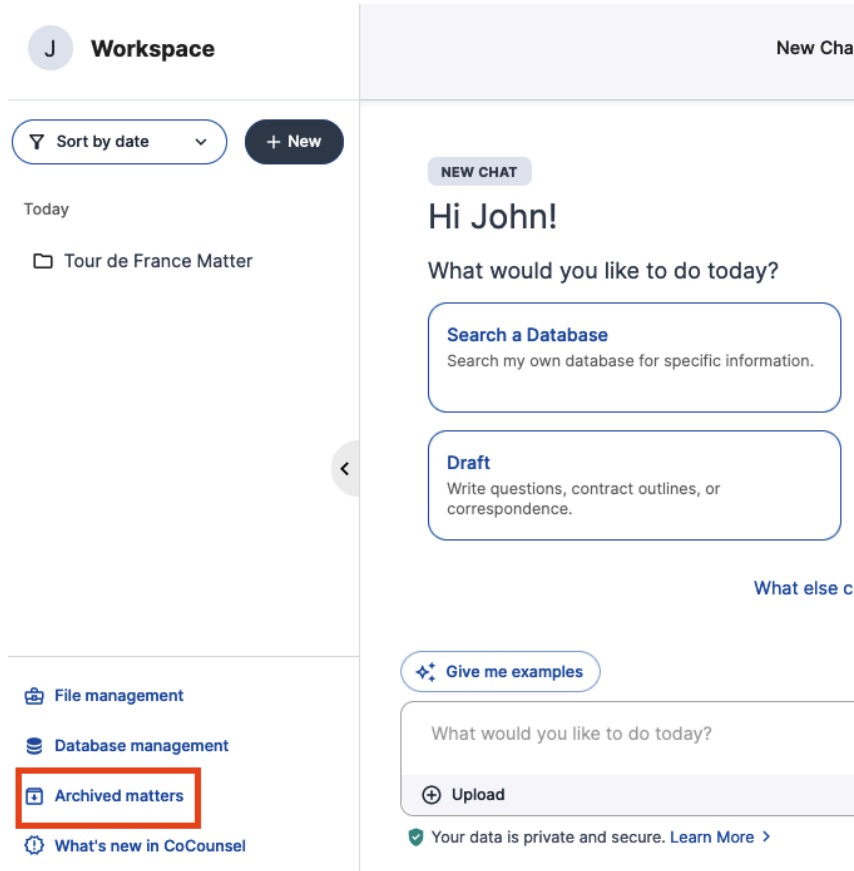 J Workspace
Sort by date
+ New
Today
Tour de France Matter
File management
Database management
Archived matters
What's new in CoCounsel
New Cha
NEW CHAT
Hi John!
What would you like to do today?
Search a Database
Search my own database for specific information.
Draft
Write questions, contract outlines, or
correspondence.
What else c
Give me examples
What would you like to do today?
Upload
Your data is private and secure. Learn More >